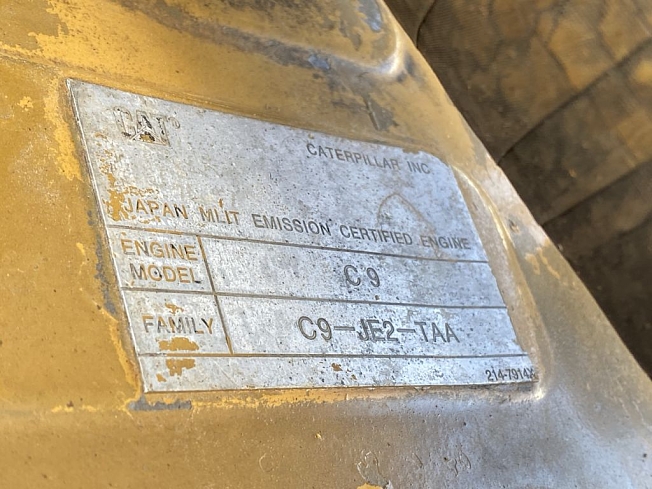 CAT
CATERPILLAR INC
JAPAN MLIT EMISSION CERTIFIED ENGINE
ENGINE MODEL C9
FAMILY C9-JE2-TAA